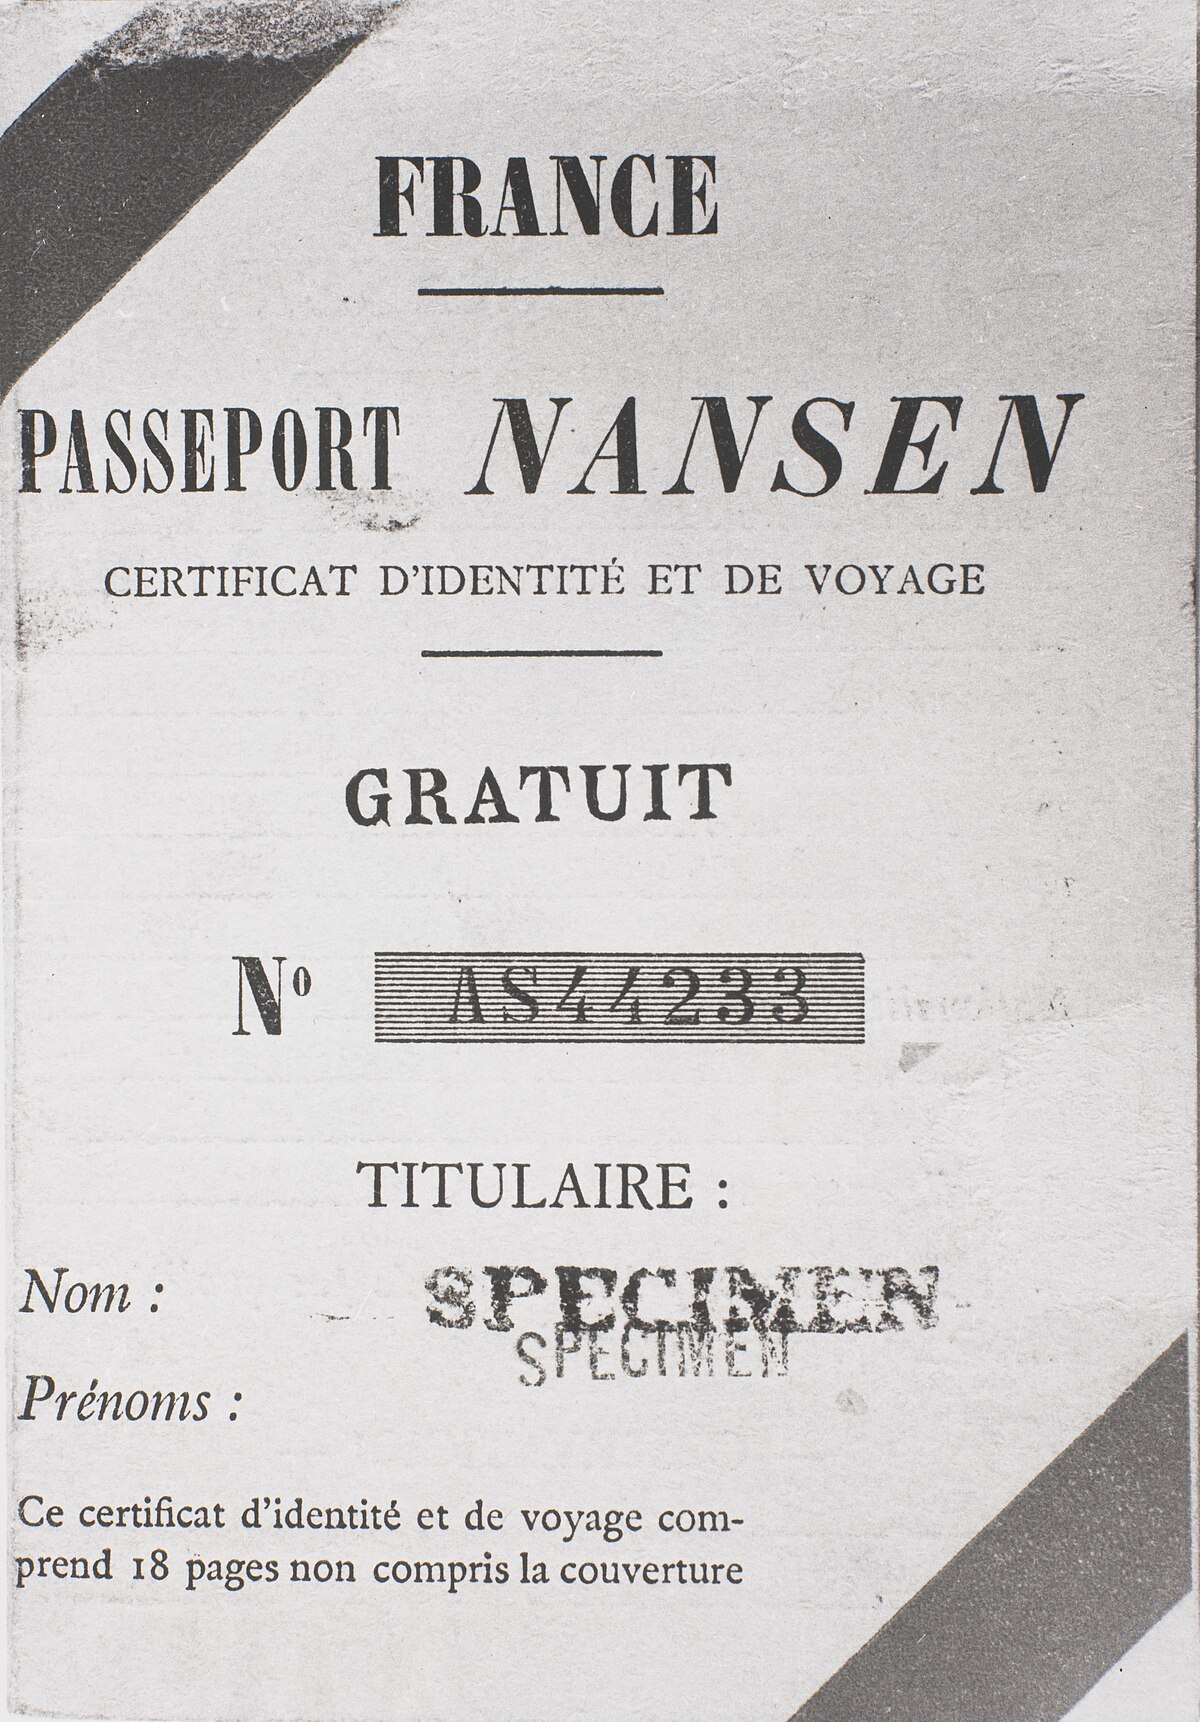 FRANCE
PASSEPORT NANSEN
CERTIFICAT D'IDENTITÉ ET DE VOYAGE
GRATUIT
Nº AS44233
TITULAIRE :
Nom : SPECIMEN
SPECIMEN
Prénoms :
Ce certificat d'identité et de voyage com-
prend 18 pages non compris la couverture